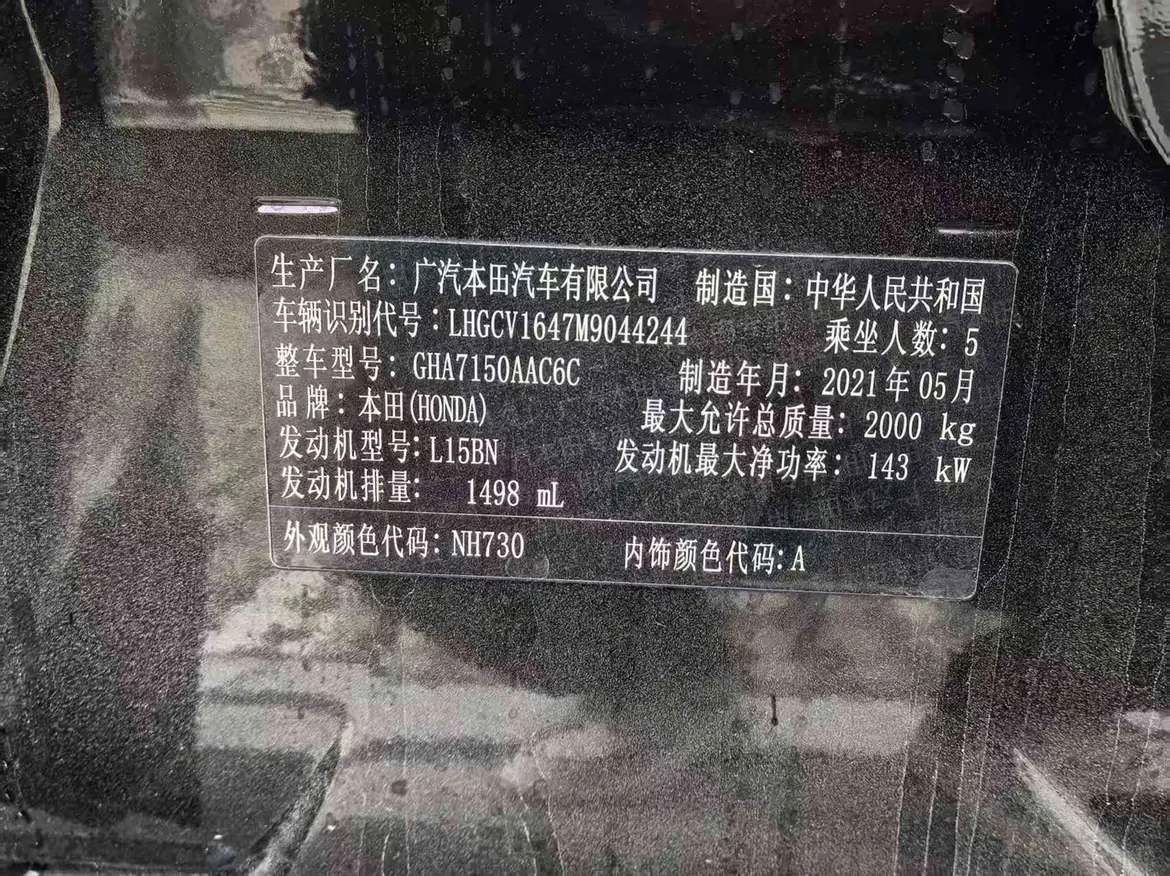 生产厂名：广汽本田汽车有限公司 制造国：中华人民共和国
车辆识别代号：LHGCV1647M9044244 乘坐人数：5
整车型号：GHA7150AAC6C 制造年月：2021年05月
品牌：本田(HONDA) 最大允许总质量：2000 kg
发动机型号：L15BN 发动机最大净功率：143 kW
发动机排量： 1498 mL
外观颜色代码：NH730 内饰颜色代码：A